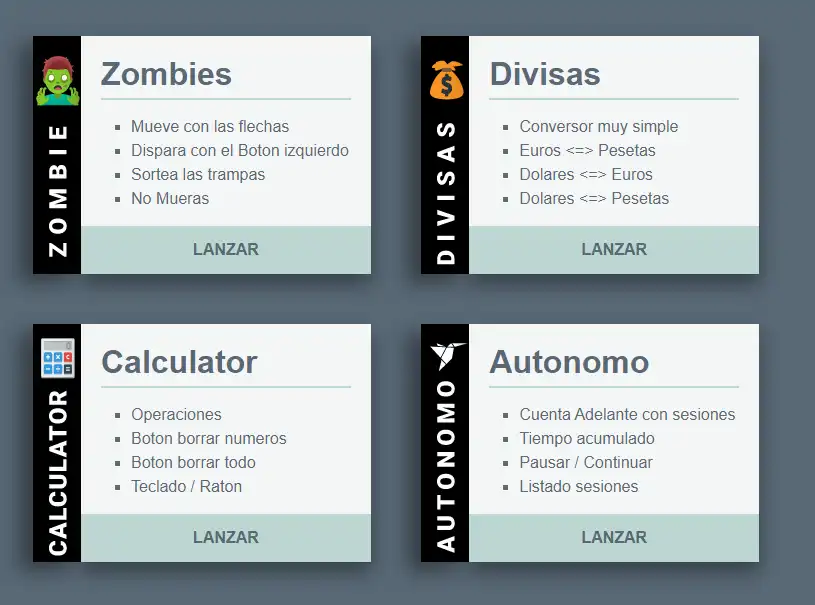 ZOMBIE
Zombies
Mueve con las flechas
Dispara con el Boton izquierdo
Sortea las trampas
No Mueras
LANZAR
$
DIVISAS
Divisas
Conversor muy simple
Euros <=> Pesetas
Dolares <=> Euros
Dolares <=> Pesetas
LANZAR
CALCULATOR
Calculator
Operaciones
Boton borrar numeros
Boton borrar todo
Teclado / Raton
LANZAR
AUTONOMO
Autonomo
Cuenta Adelante con sesiones
Tiempo acumulado
Pausar / Continuar
Listado sesiones
LANZAR